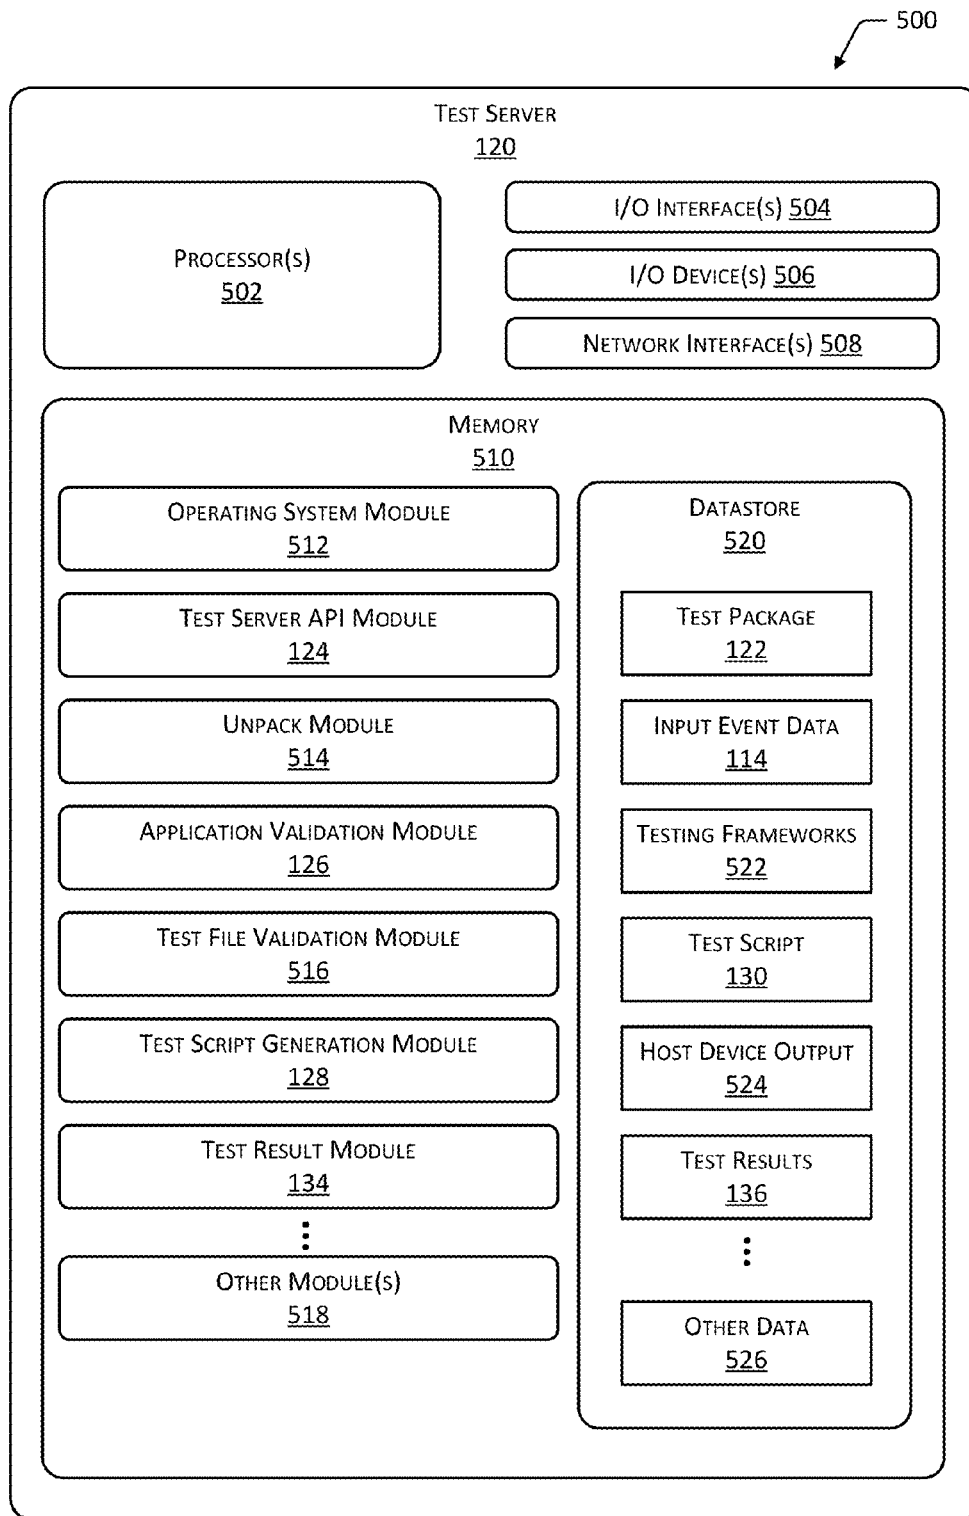 500
TEST SERVER
120
PROCESSOR(S)
502
I/O INTERFACE(S) 504
I/O DEVICE(S) 506
NETWORK INTERFACE(S) 508
MEMORY
510
OPERATING SYSTEM MODULE
512
TEST SERVER API MODULE
124
UNPACK MODULE
514
APPLICATION VALIDATION MODULE
126
TEST FILE VALIDATION MODULE
516
TEST SCRIPT GENERATION MODULE
128
TEST RESULT MODULE
134
OTHER MODULE(S)
518
DATASTORE
520
TEST PACKAGE
122
INPUT EVENT DATA
114
TESTING FRAMEWORKS
522
TEST SCRIPT
130
HOST DEVICE OUTPUT
524
TEST RESULTS
136
OTHER DATA
526